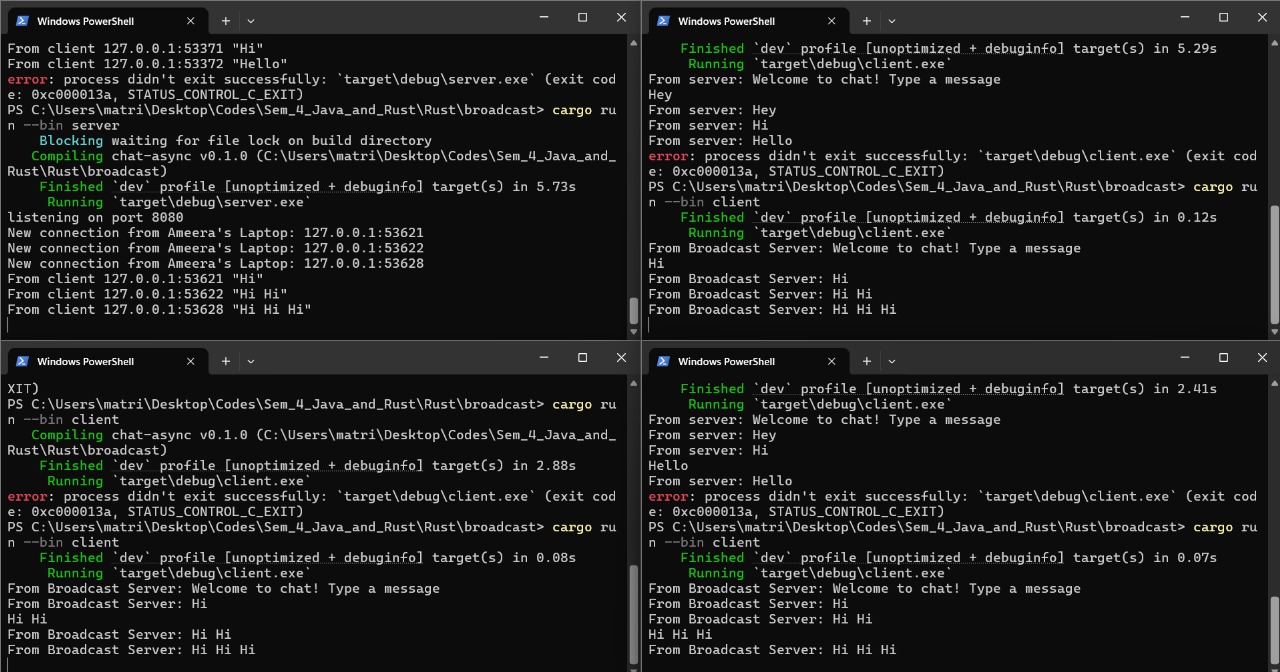 Windows PowerShell
From client 127.0.0.1:53371 "Hi"
From client 127.0.0.1:53372 "Hello"
error: process didn't exit successfully: `target\debug\server.exe` (exit cod
e: 0xc000013a, STATUS_CONTROL_C_EXIT)
PS C:\Users\matri\Desktop\Codes\Sem_4_Java_and_Rust\Rust\broadcast> cargo ru
n --bin server
Blocking waiting for file lock on build directory
Compiling chat-async v0.1.0 (C:\Users\matri\Desktop\Codes\Sem_4_Java_and_
Rust\Rust\broadcast)
Finished `dev` profile [unoptimized + debuginfo] target(s) in 5.73s
Running `target\debug\server.exe`
listening on port 8080
New connection from Ameera's Laptop: 127.0.0.1:53621
New connection from Ameera's Laptop: 127.0.0.1:53622
New connection from Ameera's Laptop: 127.0.0.1:53628
From client 127.0.0.1:53621 "Hi"
From client 127.0.0.1:53622 "Hi Hi"
From client 127.0.0.1:53628 "Hi Hi Hi"
Windows PowerShell
Finished `dev` profile [unoptimized + debuginfo] target(s) in 5.29s
Running `target\debug\client.exe`
From server: Welcome to chat! Type a message
Hey
From server: Hey
From server: Hi
From server: Hello
error: process didn't exit successfully: `target\debug\client.exe` (exit cod
e: 0xc000013a, STATUS_CONTROL_C_EXIT)
PS C:\Users\matri\Desktop\Codes\Sem_4_Java_and_Rust\Rust\broadcast> cargo ru
n --bin client
Finished `dev` profile [unoptimized + debuginfo] target(s) in 0.12s
Running `target\debug\client.exe`
From Broadcast Server: Welcome to chat! Type a message
Hi
From Broadcast Server: Hi
From Broadcast Server: Hi Hi
From Broadcast Server: Hi Hi Hi
Windows PowerShell
XIT)
PS C:\Users\matri\Desktop\Codes\Sem_4_Java_and_Rust\Rust\broadcast> cargo ru
n --bin client
Compiling chat-async v0.1.0 (C:\Users\matri\Desktop\Codes\Sem_4_Java_and_
Rust\Rust\broadcast)
Finished `dev` profile [unoptimized + debuginfo] target(s) in 2.88s
Running `target\debug\client.exe`
error: process didn't exit successfully: `target\debug\client.exe` (exit cod
e: 0xc000013a, STATUS_CONTROL_C_EXIT)
PS C:\Users\matri\Desktop\Codes\Sem_4_Java_and_Rust\Rust\broadcast> cargo ru
n --bin client
Finished `dev` profile [unoptimized + debuginfo] target(s) in 0.08s
Running `target\debug\client.exe`
From Broadcast Server: Welcome to chat! Type a message
From Broadcast Server: Hi
Hi Hi
From Broadcast Server: Hi Hi
From Broadcast Server: Hi Hi Hi
Windows PowerShell
Finished `dev` profile [unoptimized + debuginfo] target(s) in 2.41s
Running `target\debug\client.exe`
From server: Welcome to chat! Type a message
From server: Hey
From server: Hi
Hello
From server: Hello
error: process didn't exit successfully: `target\debug\client.exe` (exit cod
e: 0xc000013a, STATUS_CONTROL_C_EXIT)
PS C:\Users\matri\Desktop\Codes\Sem_4_Java_and_Rust\Rust\broadcast> cargo ru
n --bin client
Finished `dev` profile [unoptimized + debuginfo] target(s) in 0.07s
Running `target\debug\client.exe`
From Broadcast Server: Welcome to chat! Type a message
From Broadcast Server: Hi
From Broadcast Server: Hi Hi
Hi Hi Hi
From Broadcast Server: Hi Hi Hi